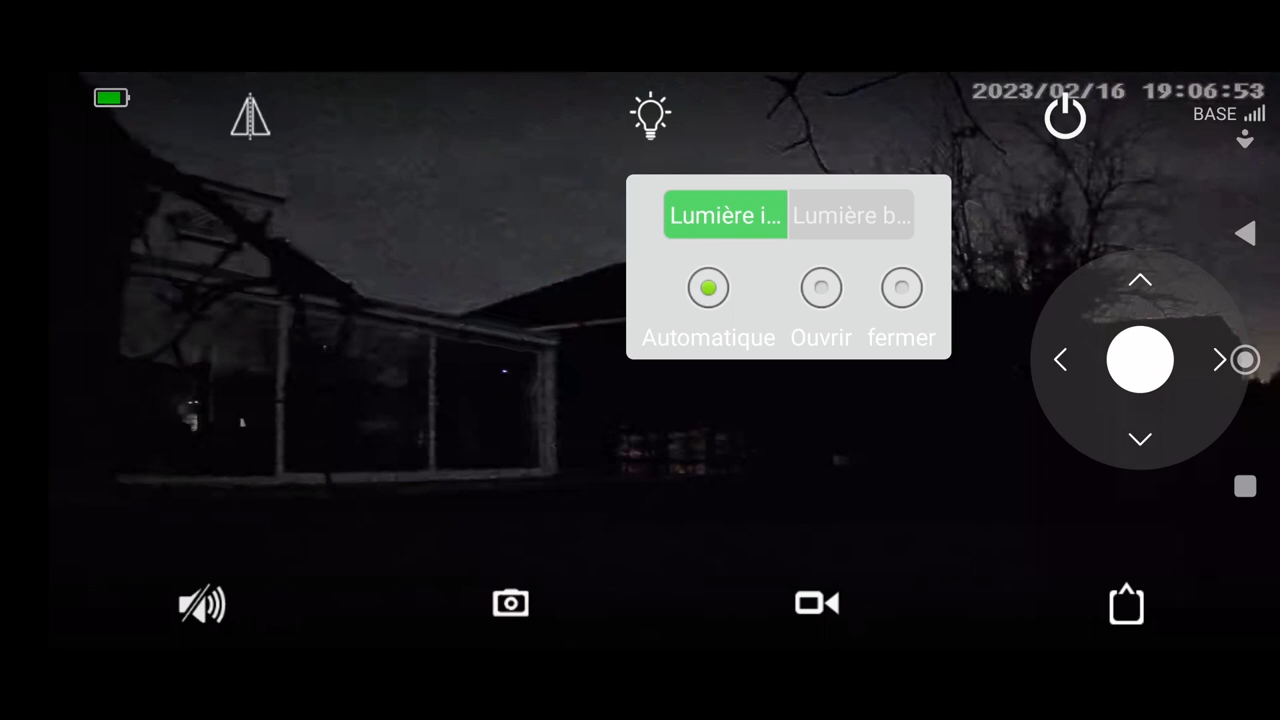 2023/02/16 19:06:53
BASE
Lumière i... Lumière b...
Automatique Ouvrir fermer